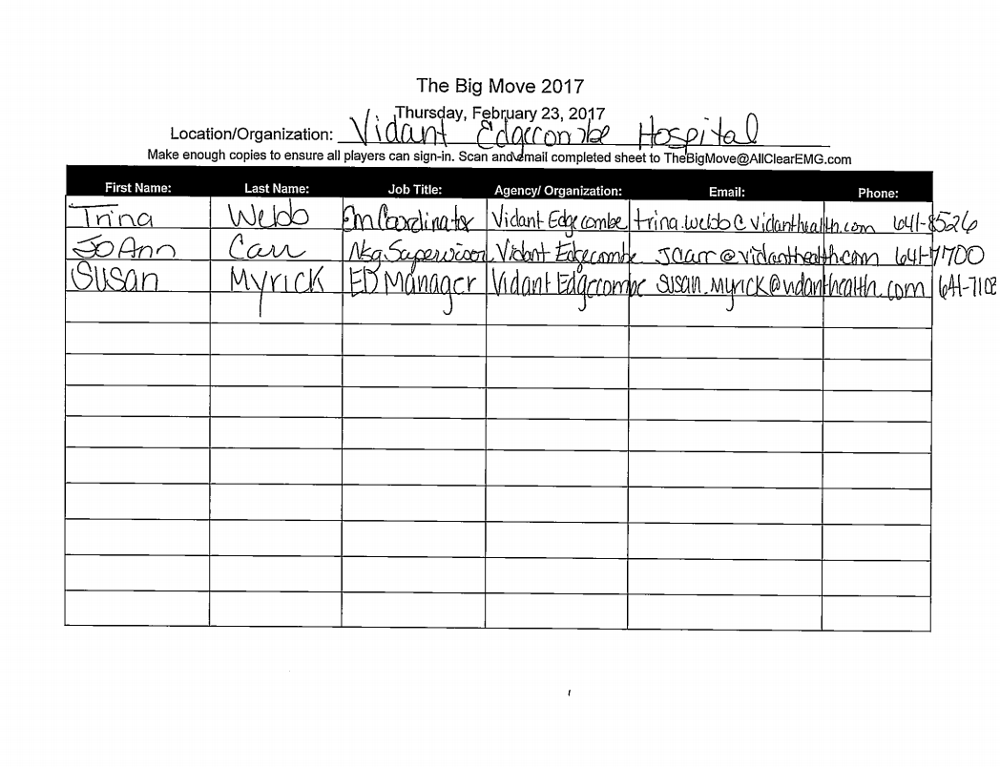 The Big Move 2017
Thursday, February 23, 2017
Location/Organization: Vidant Edgecombe Hospital
Make enough copies to ensure all players can sign-in. Scan and email completed sheet to TheBigMove@AllClearEMG.com
First Name: Last Name: Job Title: Agency/ Organization: Email: Phone:
Trina Webb Em Coordinator Vidant Edgecombe trina.webb@vidanthealth.com 641-8526
JoAnn Carr Nsg Supervisor Vidant Edgecombe JCarr@vidanthealth.com 641-7700
Susan Myrick ED Manager Vidant Edgecombe susan.myrick@vidanthealth.com